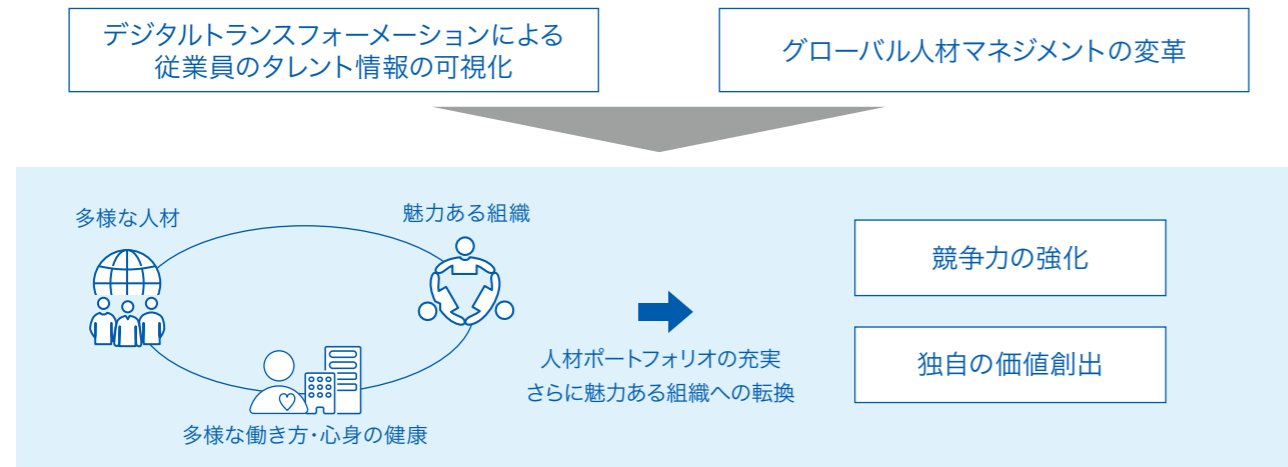 デジタルトランスフォーメーションによる
従業員のタレント情報の可視化
グローバル人材マネジメントの変革
多様な人材
魅力ある組織
多様な働き方・心身の健康
人材ポートフォリオの充実
さらに魅力ある組織への転換
競争力の強化
独自の価値創出